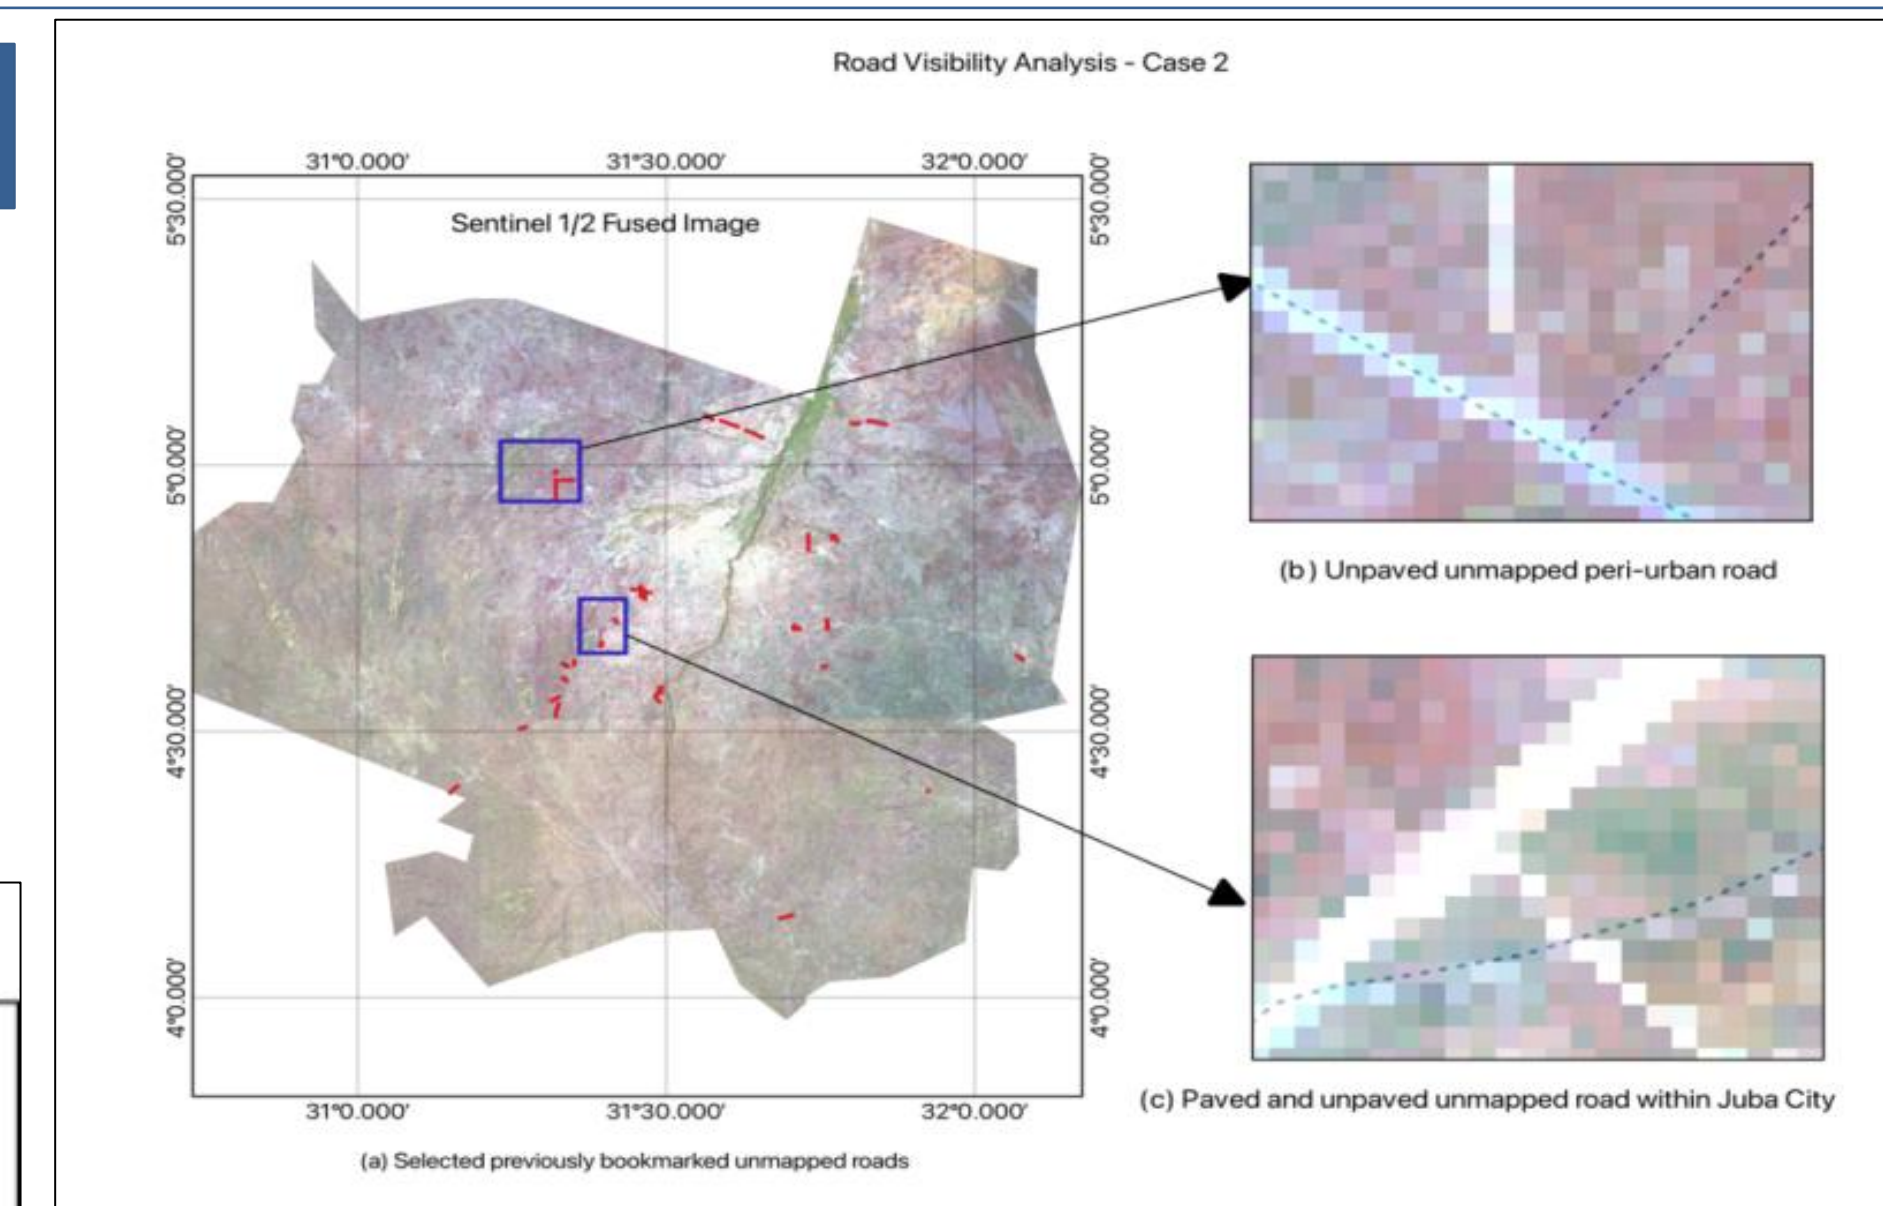 Road Visibility Analysis - Case 2
31°0.000' 31°30.000' 32°0.000'
5°30.000' 5°30.000'
Sentinel 1/2 Fused Image
5°0.000' 5°0.000'
(b) Unpaved unmapped peri-urban road
4°30.000' 4°30.000'
4°0.000' 4°0.000'
31°0.000' 31°30.000' 32°0.000'
(c) Paved and unpaved unmapped road within Juba City
(a) Selected previously bookmarked unmapped roads